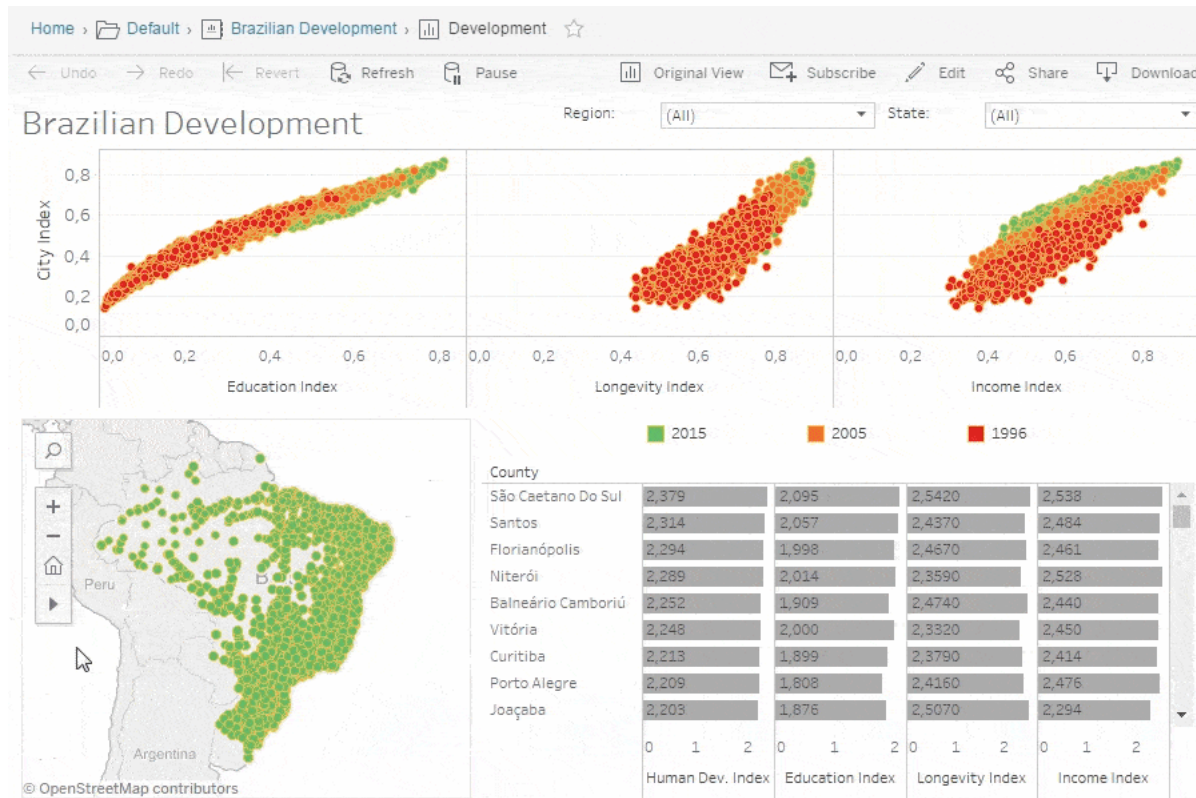 Home › Default › Brazilian Development › Development
Undo Redo Revert Refresh Pause Original View Subscribe Edit Share Download
Brazilian Development
Region: (All) State: (All)
City Index
0,8
0,6
0,4
0,2
0,0
0,0 0,2 0,4 0,6 0,8 0,0 0,2 0,4 0,6 0,8 0,0 0,2 0,4 0,6 0,8
Education Index Longevity Index Income Index
2015 2005 1996
Peru
B
Argentina
© OpenStreetMap contributors
County
São Caetano Do Sul 2,379 2,095 2,5420 2,538
Santos 2,314 2,057 2,4370 2,484
Florianópolis 2,294 1,998 2,4670 2,461
Niterói 2,289 2,014 2,3590 2,528
Balneário Camboriú 2,252 1,909 2,4740 2,440
Vitória 2,248 2,000 2,3320 2,450
Curitiba 2,213 1,899 2,3790 2,414
Porto Alegre 2,209 1,808 2,4160 2,476
Joaçaba 2,203 1,876 2,5070 2,294
0 1 2 0 1 2 0 1 2 0 1 2
Human Dev. Index Education Index Longevity Index Income Index